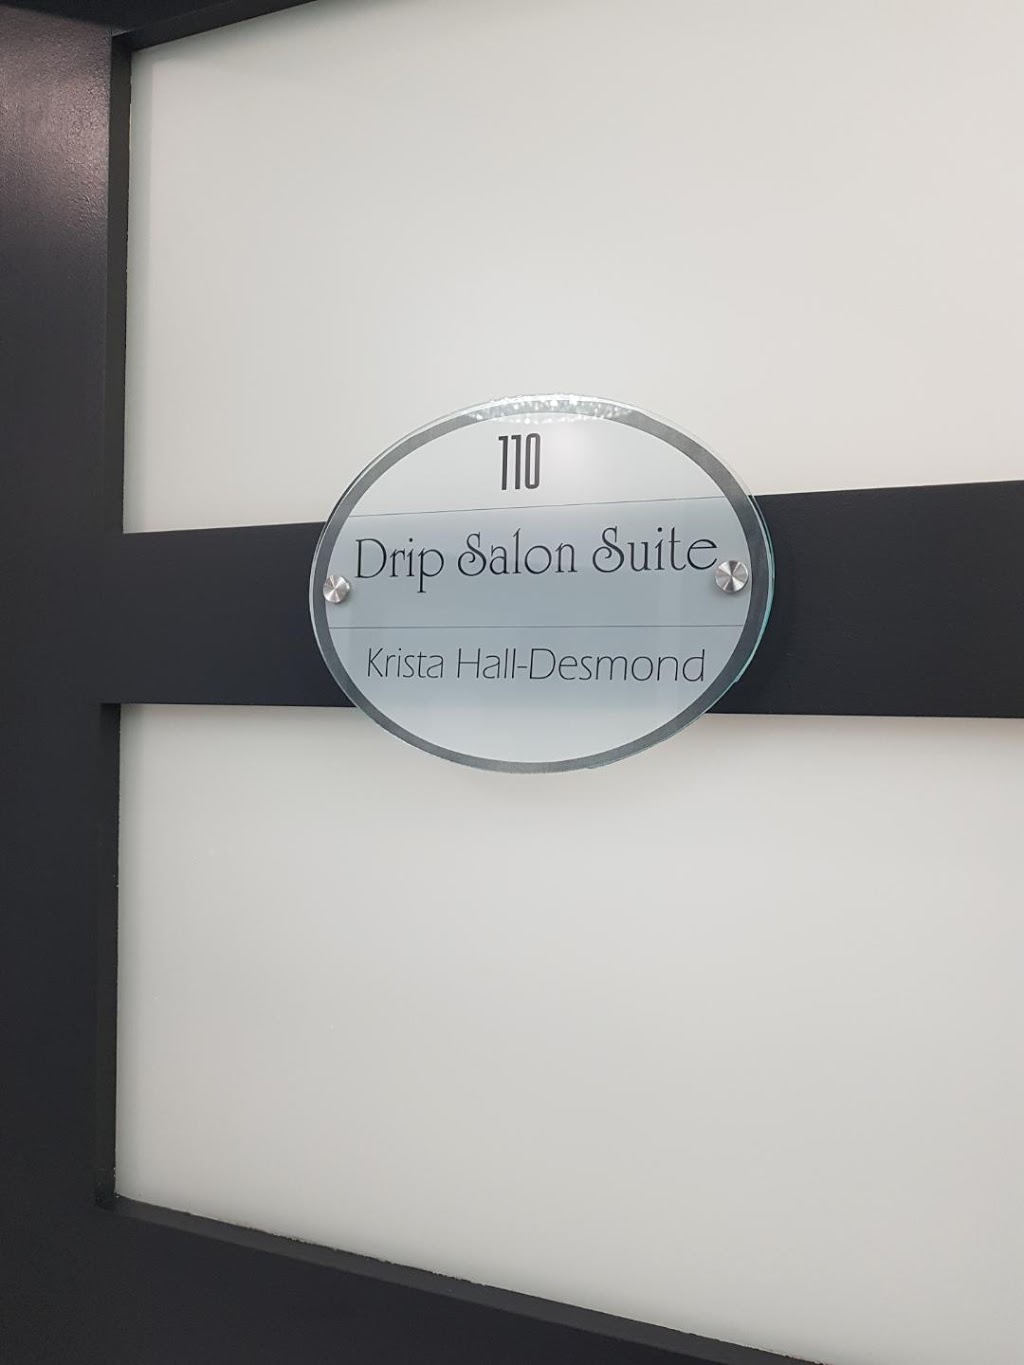 110
Drip Salon Suite
Krista Hall-Desmond